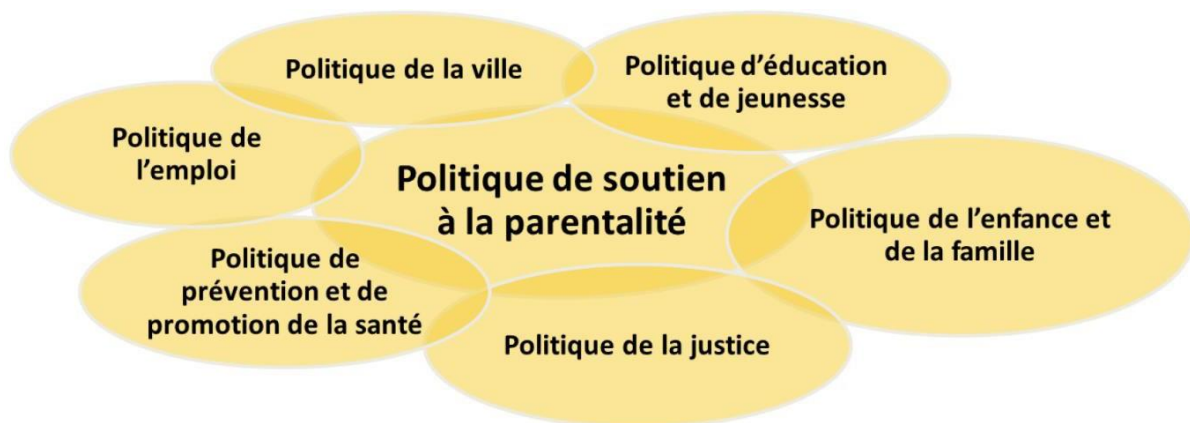 Politique de la ville
Politique d'éducation
et de jeunesse
Politique de
l'emploi
Politique de soutien
à la parentalité
Politique de l'enfance et
de la famille
Politique de
prévention et de
promotion de la santé
Politique de la justice